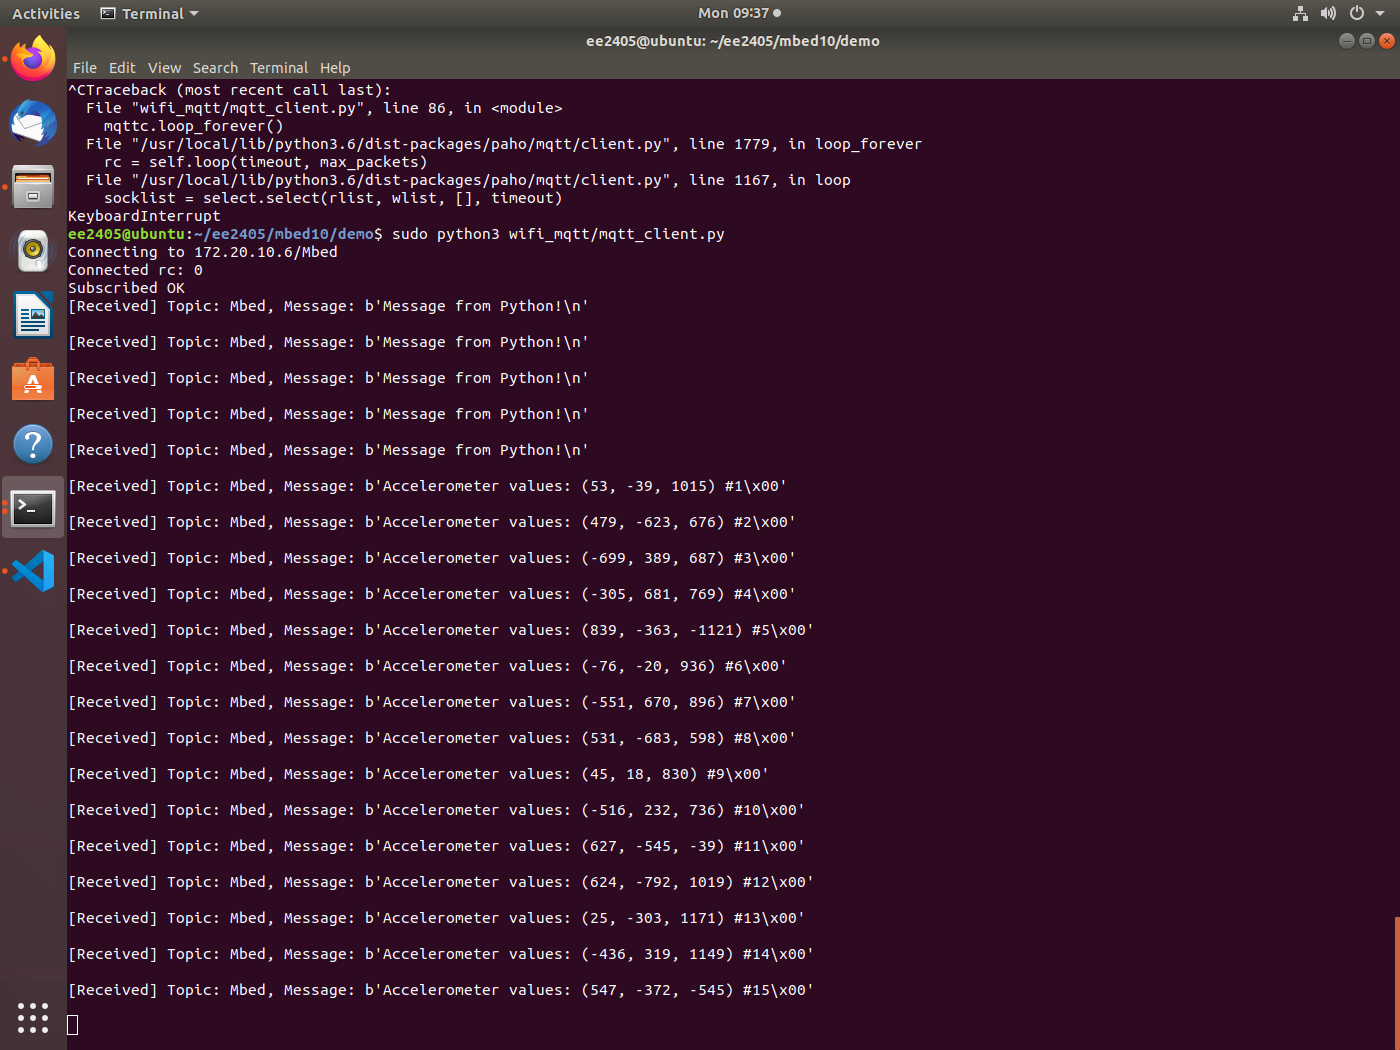 Activities Terminal Mon 09:37
ee2405@ubuntu: ~/ee2405/mbed10/demo
File Edit View Search Terminal Help
^CTraceback (most recent call last):
  File "wifi_mqtt/mqtt_client.py", line 86, in <module>
    mqttc.loop_forever()
  File "/usr/local/lib/python3.6/dist-packages/paho/mqtt/client.py", line 1779, in loop_forever
    rc = self.loop(timeout, max_packets)
  File "/usr/local/lib/python3.6/dist-packages/paho/mqtt/client.py", line 1167, in loop
    socklist = select.select(rlist, wlist, [], timeout)
KeyboardInterrupt
ee2405@ubuntu:~/ee2405/mbed10/demo$ sudo python3 wifi_mqtt/mqtt_client.py
Connecting to 172.20.10.6/Mbed
Connected rc: 0
Subscribed OK
[Received] Topic: Mbed, Message: b'Message from Python!\n'
[Received] Topic: Mbed, Message: b'Message from Python!\n'
[Received] Topic: Mbed, Message: b'Message from Python!\n'
[Received] Topic: Mbed, Message: b'Message from Python!\n'
[Received] Topic: Mbed, Message: b'Message from Python!\n'
[Received] Topic: Mbed, Message: b'Accelerometer values: (53, -39, 1015) #1\x00'
[Received] Topic: Mbed, Message: b'Accelerometer values: (479, -623, 676) #2\x00'
[Received] Topic: Mbed, Message: b'Accelerometer values: (-699, 389, 687) #3\x00'
[Received] Topic: Mbed, Message: b'Accelerometer values: (-305, 681, 769) #4\x00'
[Received] Topic: Mbed, Message: b'Accelerometer values: (839, -363, -1121) #5\x00'
[Received] Topic: Mbed, Message: b'Accelerometer values: (-76, -20, 936) #6\x00'
[Received] Topic: Mbed, Message: b'Accelerometer values: (-551, 670, 896) #7\x00'
[Received] Topic: Mbed, Message: b'Accelerometer values: (531, -683, 598) #8\x00'
[Received] Topic: Mbed, Message: b'Accelerometer values: (45, 18, 830) #9\x00'
[Received] Topic: Mbed, Message: b'Accelerometer values: (-516, 232, 736) #10\x00'
[Received] Topic: Mbed, Message: b'Accelerometer values: (627, -545, -39) #11\x00'
[Received] Topic: Mbed, Message: b'Accelerometer values: (624, -792, 1019) #12\x00'
[Received] Topic: Mbed, Message: b'Accelerometer values: (25, -303, 1171) #13\x00'
[Received] Topic: Mbed, Message: b'Accelerometer values: (-436, 319, 1149) #14\x00'
[Received] Topic: Mbed, Message: b'Accelerometer values: (547, -372, -545) #15\x00'